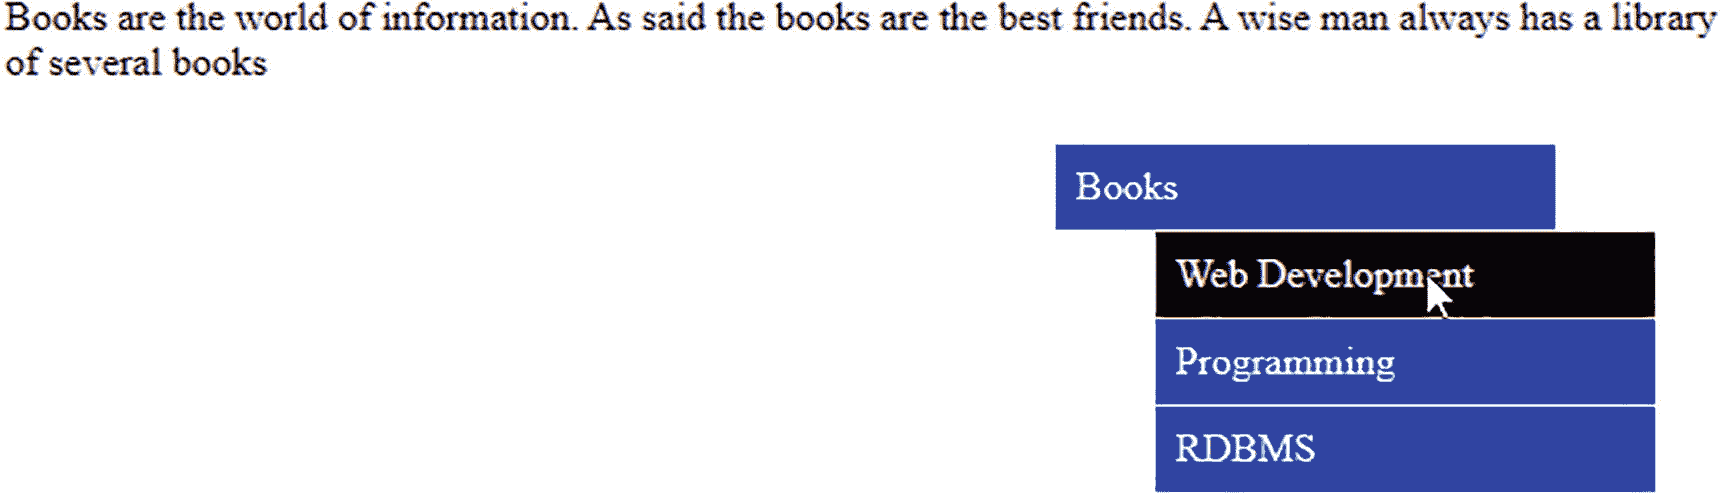 Books are the world of information. As said the books are the best friends. A wise man always has a library
of several books
Books
Web Development
Programming
RDBMS